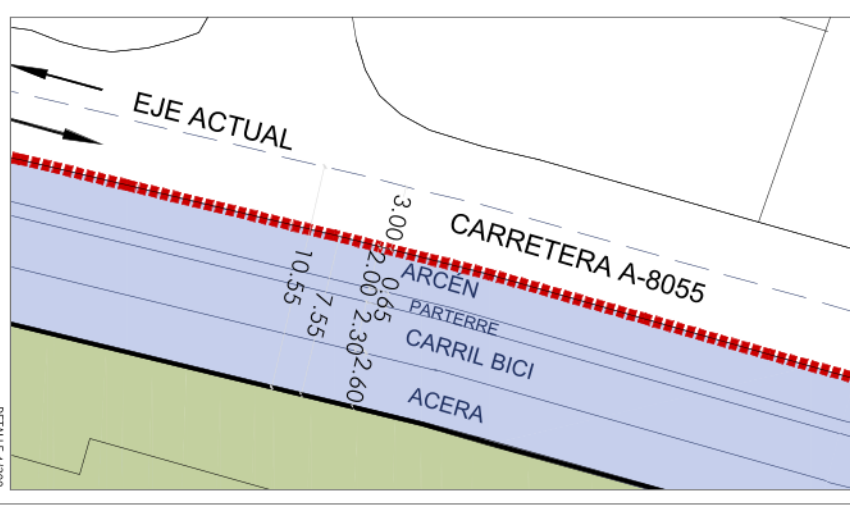 EJE ACTUAL
3.00
CARRETERA A-8055
10.55
7.55
2.00
0.65
2.30
2.60
ARCÉN
PARTERRE
CARRIL BICI
ACERA